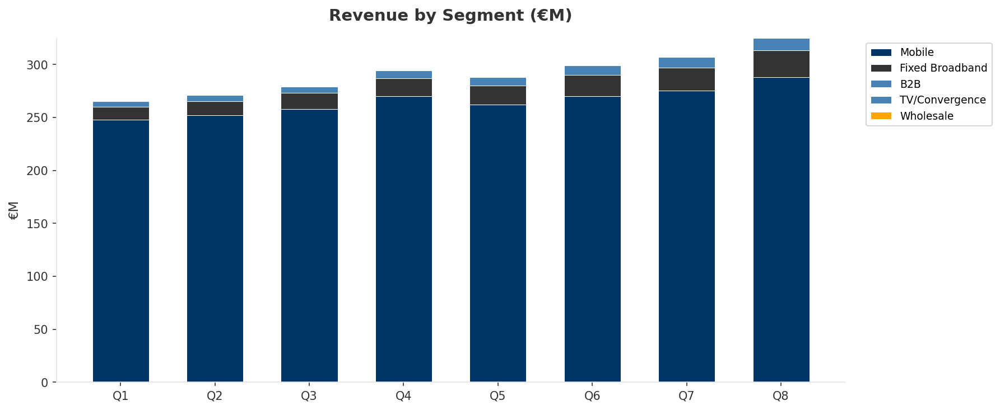 Revenue by Segment (€M)
€M
300
250
200
150
100
50
0
Q1 Q2 Q3 Q4 Q5 Q6 Q7 Q8
Mobile
Fixed Broadband
B2B
TV/Convergence
Wholesale